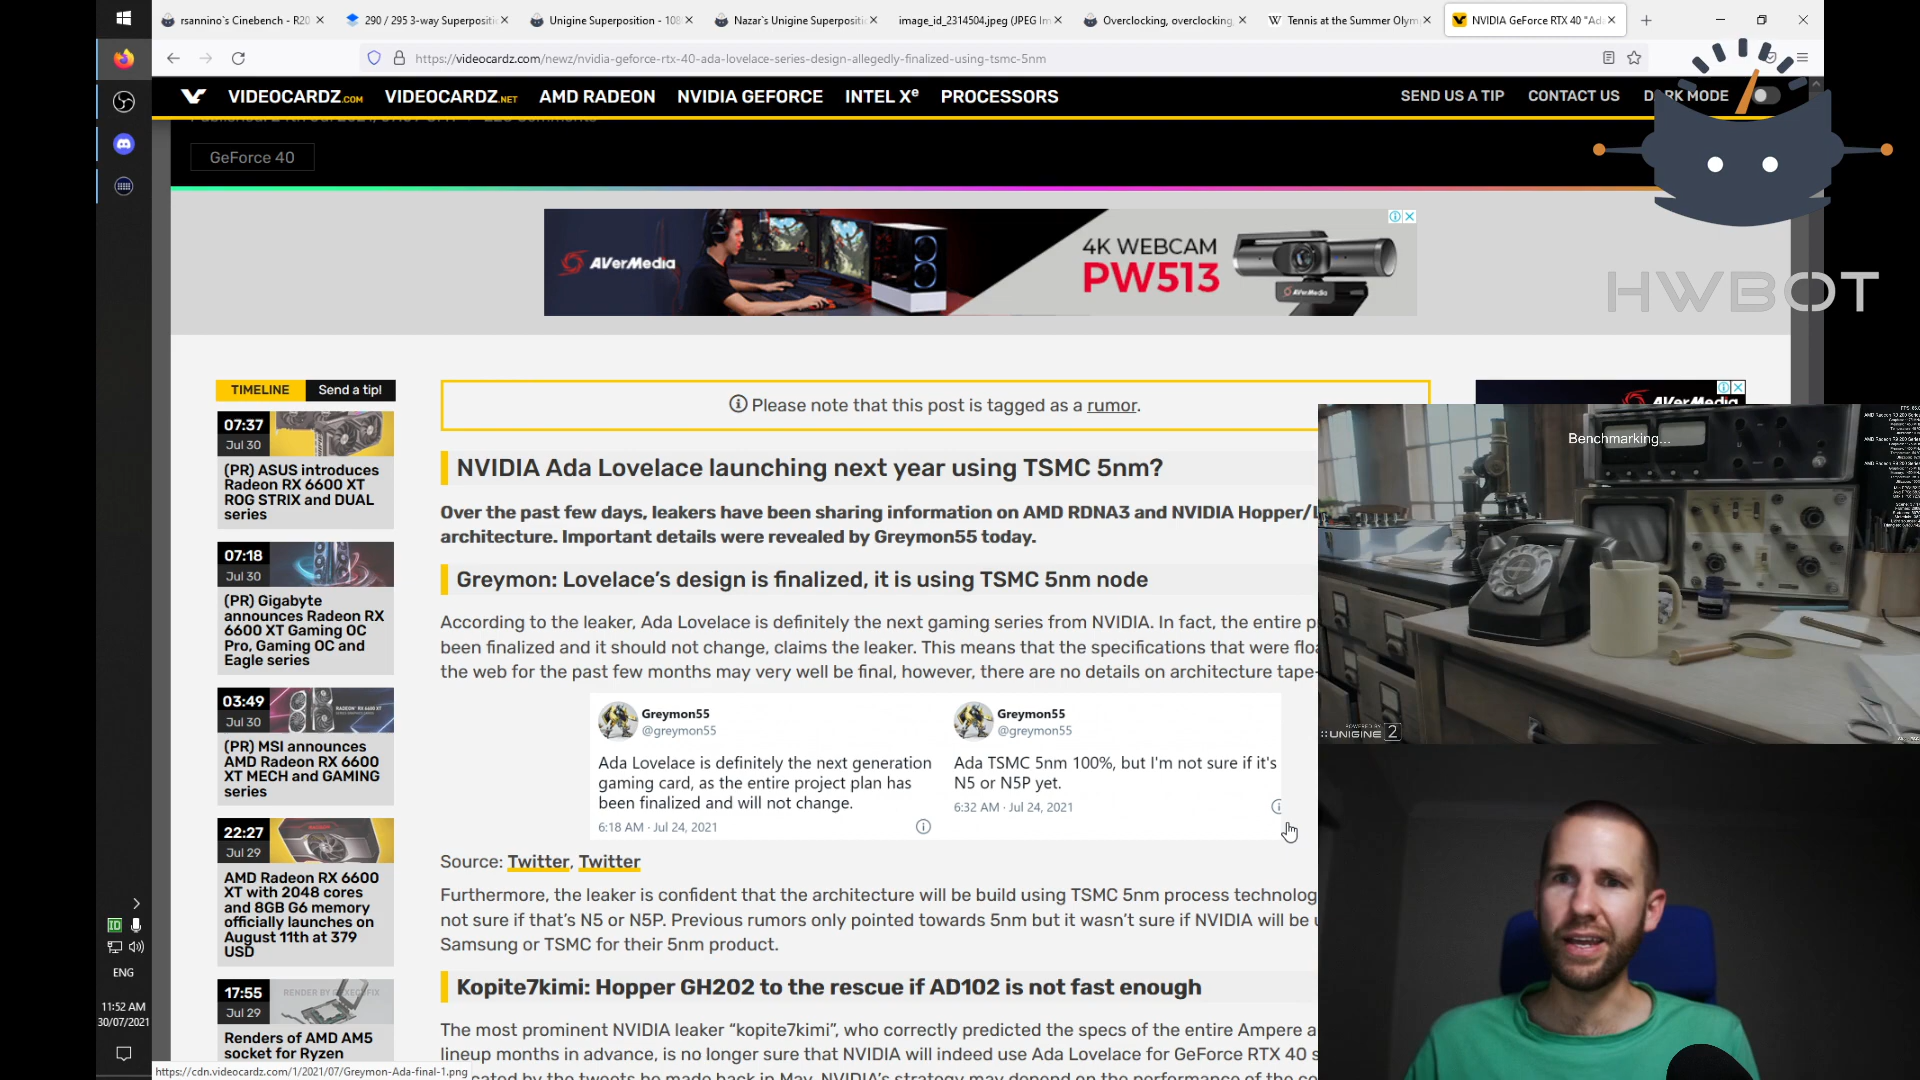 rsannino`s Cinebench - R20
290 / 295 3-way Superpositi
Unigine Superposition - 108
Nazar`s Unigine Superpositi
image_id_2314504.jpeg (JPEG Im
Overclocking, overclocking,
Tennis at the Summer Olym
NVIDIA GeForce RTX 40 "Ad
https://videocardz.com/newz/nvidia-geforce-rtx-40-ada-lovelace-series-design-allegedly-finalized-using-tsmc-5nm
VIDEOCARDZ.COM VIDEOCARDZ.NET AMD RADEON NVIDIA GEFORCE INTEL Xe PROCESSORS
SEND US A TIP CONTACT US DARK MODE
GeForce 40
AVerMedia
4K WEBCAM
PW513
HWBOT
TIMELINE Send a tip!
07:37
Jul 30
(PR) ASUS introduces
Radeon RX 6600 XT
ROG STRIX and DUAL
series
07:18
Jul 30
(PR) Gigabyte
announces Radeon RX
6600 XT Gaming OC
Pro, Gaming OC and
Eagle series
03:49
Jul 30
(PR) MSI announces
AMD Radeon RX 6600
XT MECH and GAMING
series
22:27
Jul 29
AMD Radeon RX 6600
XT with 2048 cores
and 8GB G6 memory
officially launches on
August 11th at 379
USD
17:55
Jul 29
Renders of AMD AM5
socket for Ryzen
Please note that this post is tagged as a rumor.
AVerMedia
NVIDIA Ada Lovelace launching next year using TSMC 5nm?
Over the past few days, leakers have been sharing information on AMD RDNA3 and NVIDIA Hopper/
architecture. Important details were revealed by Greymon55 today.
Greymon: Lovelace's design is finalized, it is using TSMC 5nm node
According to the leaker, Ada Lovelace is definitely the next gaming series from NVIDIA. In fact, the entire
been finalized and it should not change, claims the leaker. This means that the specifications that were
the web for the past few months may very well be final, however, there are no details on architecture tape-
Greymon55
@greymon55
Ada Lovelace is definitely the next generation
gaming card, as the entire project plan has
been finalized and will not change.
6:18 AM · Jul 24, 2021
Greymon55
@greymon55
Ada TSMC 5nm 100%, but I'm not sure if it's
N5 or N5P yet.
6:32 AM · Jul 24, 2021
Source: Twitter, Twitter
Furthermore, the leaker is confident that the architecture will be build using TSMC 5nm process technolog
not sure if that's N5 or N5P. Previous rumors only pointed towards 5nm but it wasn't sure if NVIDIA will be
Samsung or TSMC for their 5nm product.
Kopite7kimi: Hopper GH202 to the rescue if AD102 is not fast enough
The most prominent NVIDIA leaker "kopite7kimi", who correctly predicted the specs of the entire Ampere
lineup months in advance, is no longer sure that NVIDIA will indeed use Ada Lovelace for GeForce RTX 40
Benchmarking...
POWERED BY
UNIGINE 2
ENG
11:52 AM
30/07/2021
https://cdn.videocardz.com/1/2021/07/Greymon-Ada-final-1.png